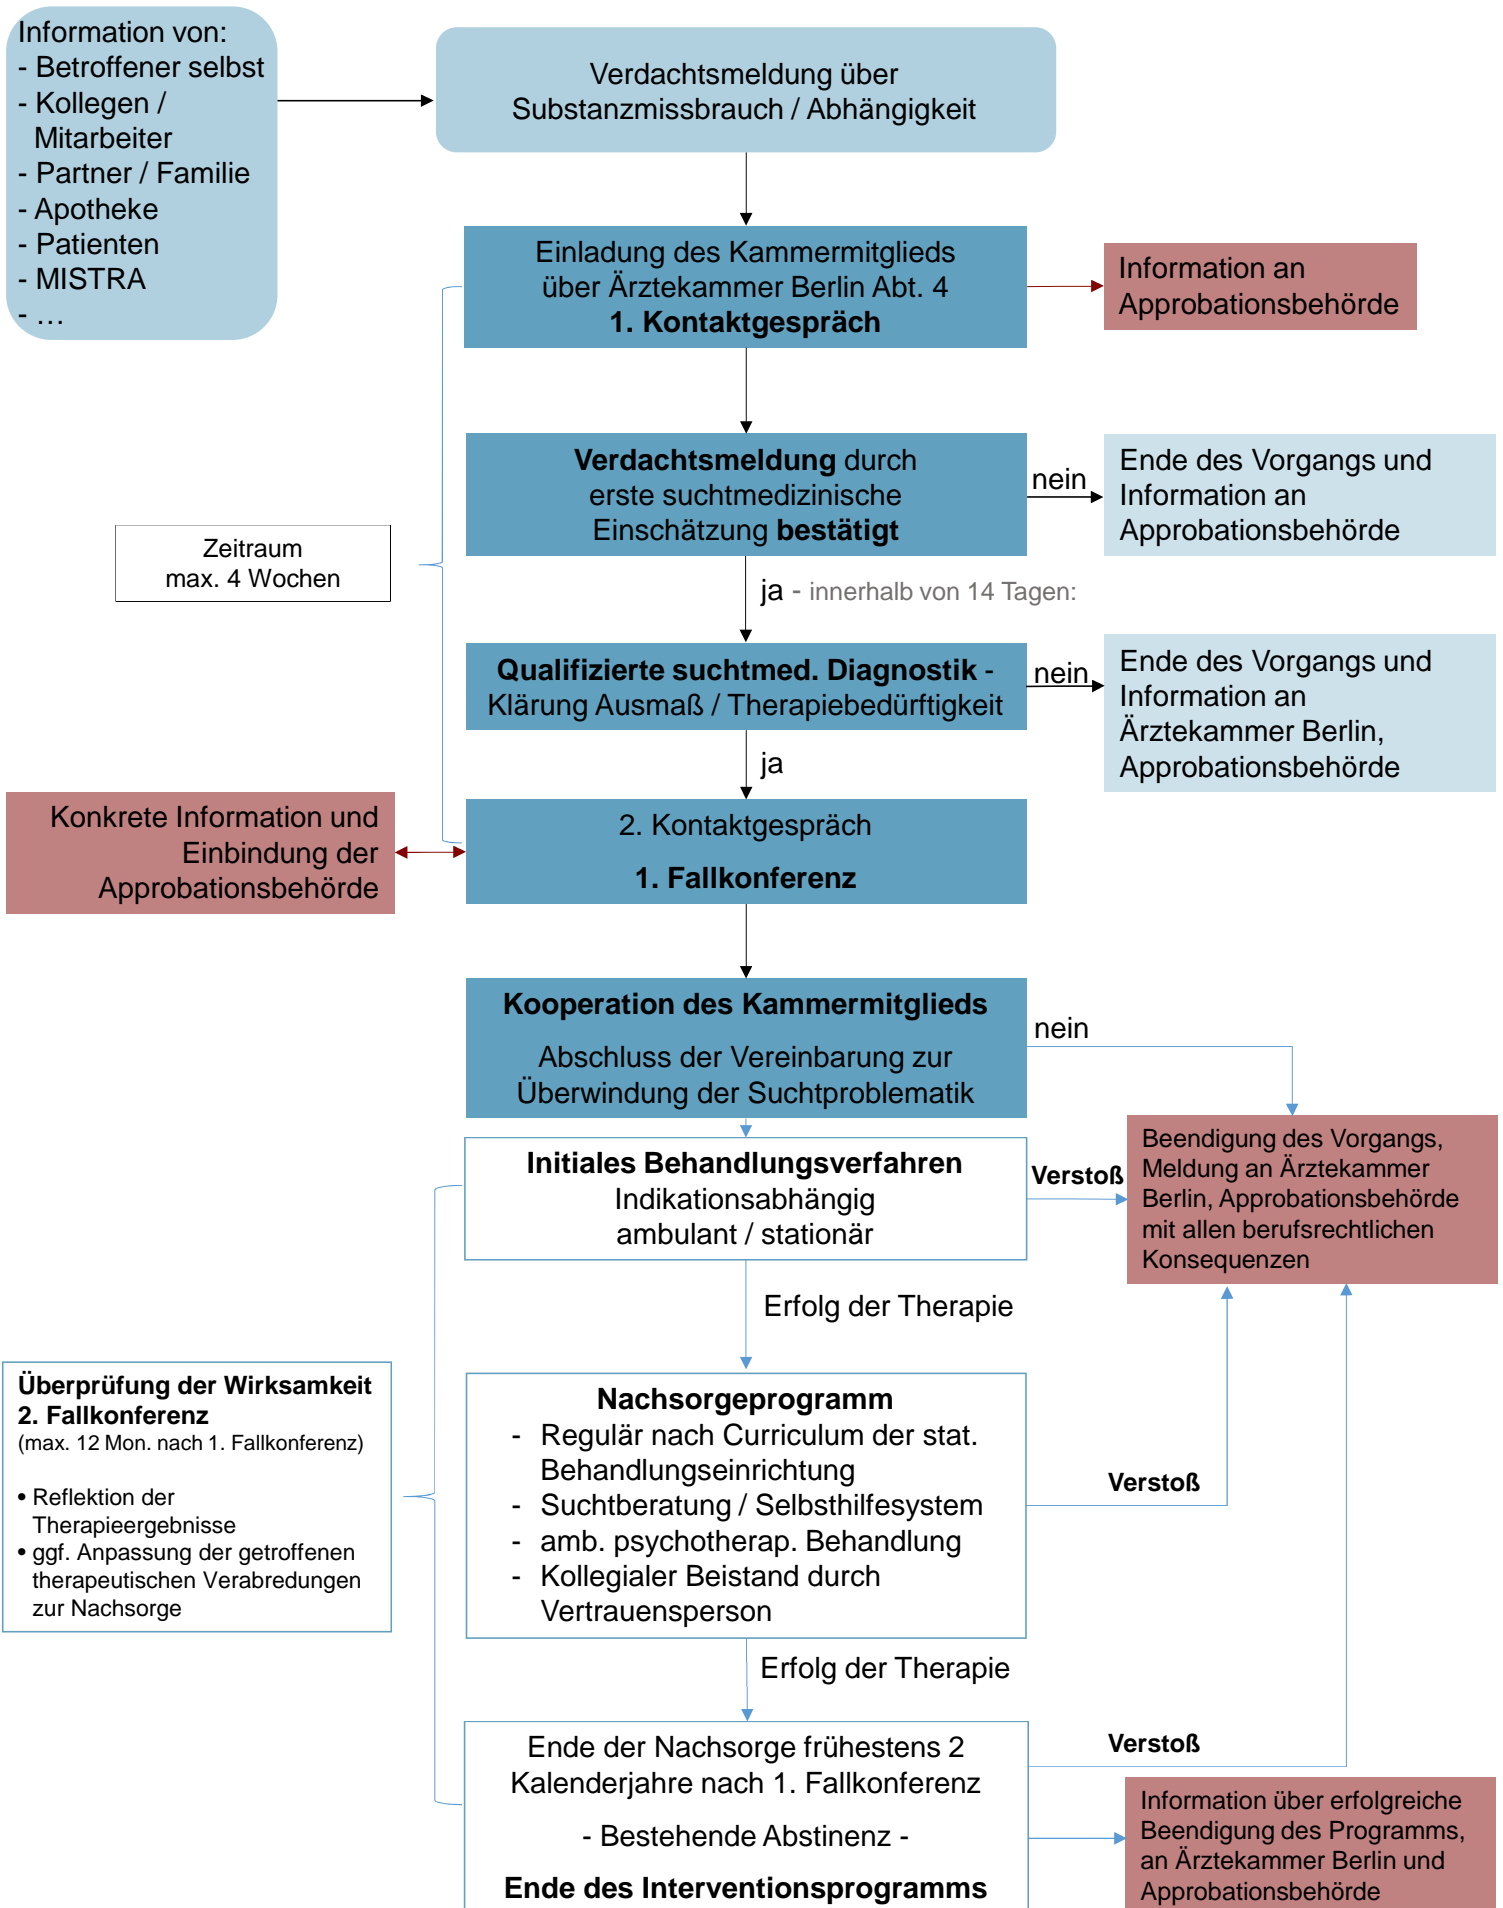 Information von:
- Betroffener selbst
- Kollegen /
Mitarbeiter
- Partner / Familie
- Apotheke
- Patienten
- MISTRA
- …
Verdachtsmeldung über
Substanzmissbrauch / Abhängigkeit
Einladung des Kammermitglieds
über Ärztekammer Berlin Abt. 4
1. Kontaktgespräch
Information an
Approbationsbehörde
Verdachtsmeldung durch
erste suchtmedizinische
Einschätzung bestätigt
nein
Ende des Vorgangs und
Information an
Approbationsbehörde
Zeitraum
max. 4 Wochen
ja - innerhalb von 14 Tagen:
Qualifizierte suchtmed. Diagnostik -
Klärung Ausmaß / Therapiebedürftigkeit
nein
Ende des Vorgangs und
Information an
Ärztekammer Berlin,
Approbationsbehörde
ja
Konkrete Information und
Einbindung der
Approbationsbehörde
2. Kontaktgespräch
1. Fallkonferenz
Kooperation des Kammermitglieds
Abschluss der Vereinbarung zur
Überwindung der Suchtproblematik
nein
Initiales Behandlungsverfahren
Indikationsabhängig
ambulant / stationär
Verstoß
Beendigung des Vorgangs,
Meldung an Ärztekammer
Berlin, Approbationsbehörde
mit allen berufsrechtlichen
Konsequenzen
Erfolg der Therapie
Überprüfung der Wirksamkeit
2. Fallkonferenz
(max. 12 Mon. nach 1. Fallkonferenz)
• Reflektion der
Therapieergebnisse
• ggf. Anpassung der getroffenen
therapeutischen Verabredungen
zur Nachsorge
Nachsorgeprogramm
- Regulär nach Curriculum der stat.
Behandlungseinrichtung
- Suchtberatung / Selbsthilfesystem
- amb. psychotherap. Behandlung
- Kollegialer Beistand durch
Vertrauensperson
Verstoß
Erfolg der Therapie
Ende der Nachsorge frühestens 2
Kalenderjahre nach 1. Fallkonferenz
- Bestehende Abstinenz -
Ende des Interventionsprogramms
Verstoß
Information über erfolgreiche
Beendigung des Programms,
an Ärztekammer Berlin und
Approbationsbehörde